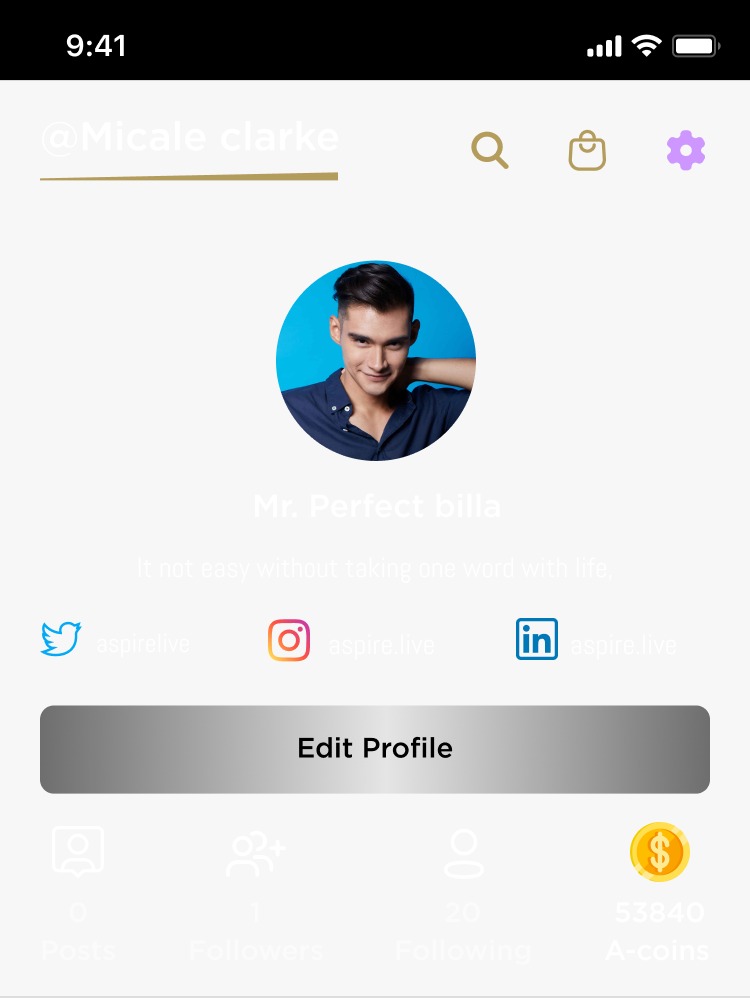 9:41
@Micale clarke
Mr. Perfect billa
It not easy without taking one word with life,
aspirelive
aspire.live
in
aspire.live
Edit Profile
0 1 20 53840
Posts Followers Following A-coins